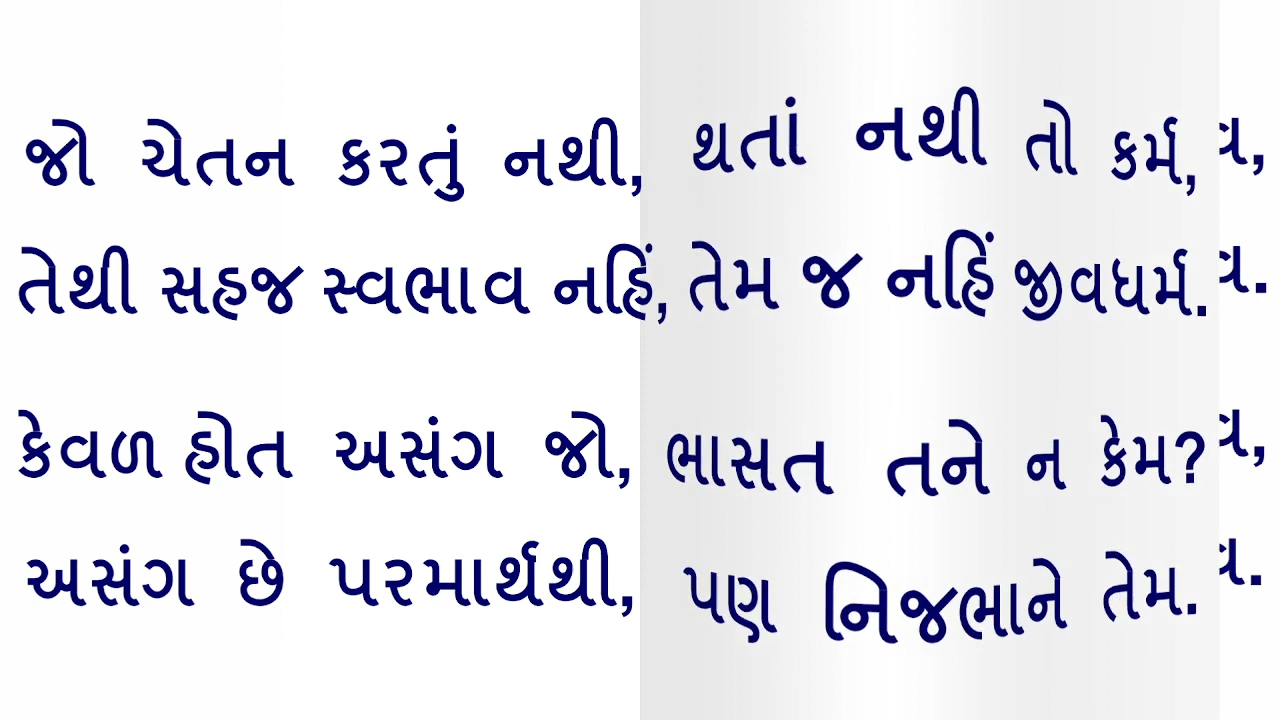 જો ચેતન કરતું નથી, થતાં નથી તો કર્મ,
તેથી સહજ સ્વભાવ નહિં, તેમ જ નહિં જીવધર્મ.
કેવળ હોત અસંગ જો, ભાસત તને ન કેમ?
અસંગ છે પરમાર્થથી, પણ નિજભાને તેમ.